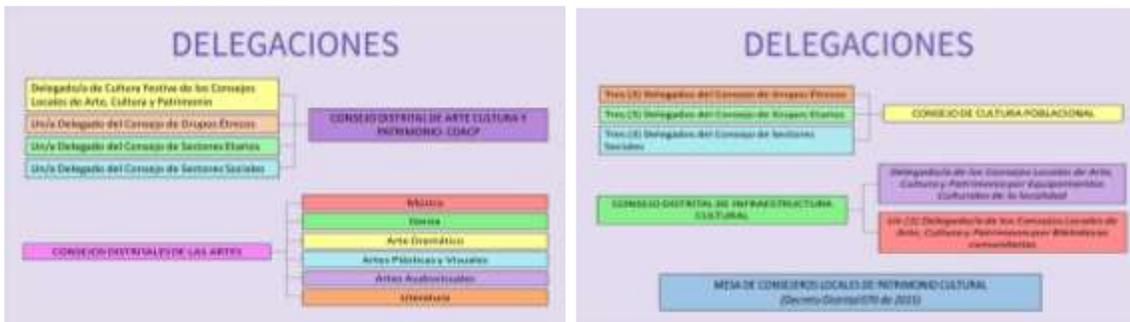 DELEGACIONES
Delegado/a de Cultura Festiva de los Consejos
Locales de Arte, Cultura y Patrimonio
Un/a Delegado del Consejo de Grupos Étnicos
Un/a Delegado del Consejo de Sectores Etarios
Un/a Delegado del Consejo de Sectores Sociales
CONSEJO DISTRITAL DE ARTE CULTURA Y
PATRIMONIO- CDACP
CONSEJOS DISTRITALES DE LAS ARTES
Música
Danza
Arte Dramático
Artes Plásticas y Visuales
Artes Audiovisuales
Literatura
DELEGACIONES
Tres (3) Delegados del Consejo de Grupos Étnicos
Tres (3) Delegados del Consejo de Grupos Etarios
Tres (3) Delegados del Consejo de Sectores
Sociales
CONSEJO DE CULTURA POBLACIONAL
CONSEJO DISTRITAL DE INFRAESTRUCTURA
CULTURAL
Delegado/a de los Consejos Locales de Arte,
Cultura y Patrimonio por Equipamientos
Culturales de la localidad
Delegado/a de los Consejos Locales de
Arte, Cultura y Patrimonio por Bibliotecas
comunitarias
MESA DE CONSEJEROS LOCALES DE PATRIMONIO CULTURAL
(Decreto Distrital 070 de 2015)